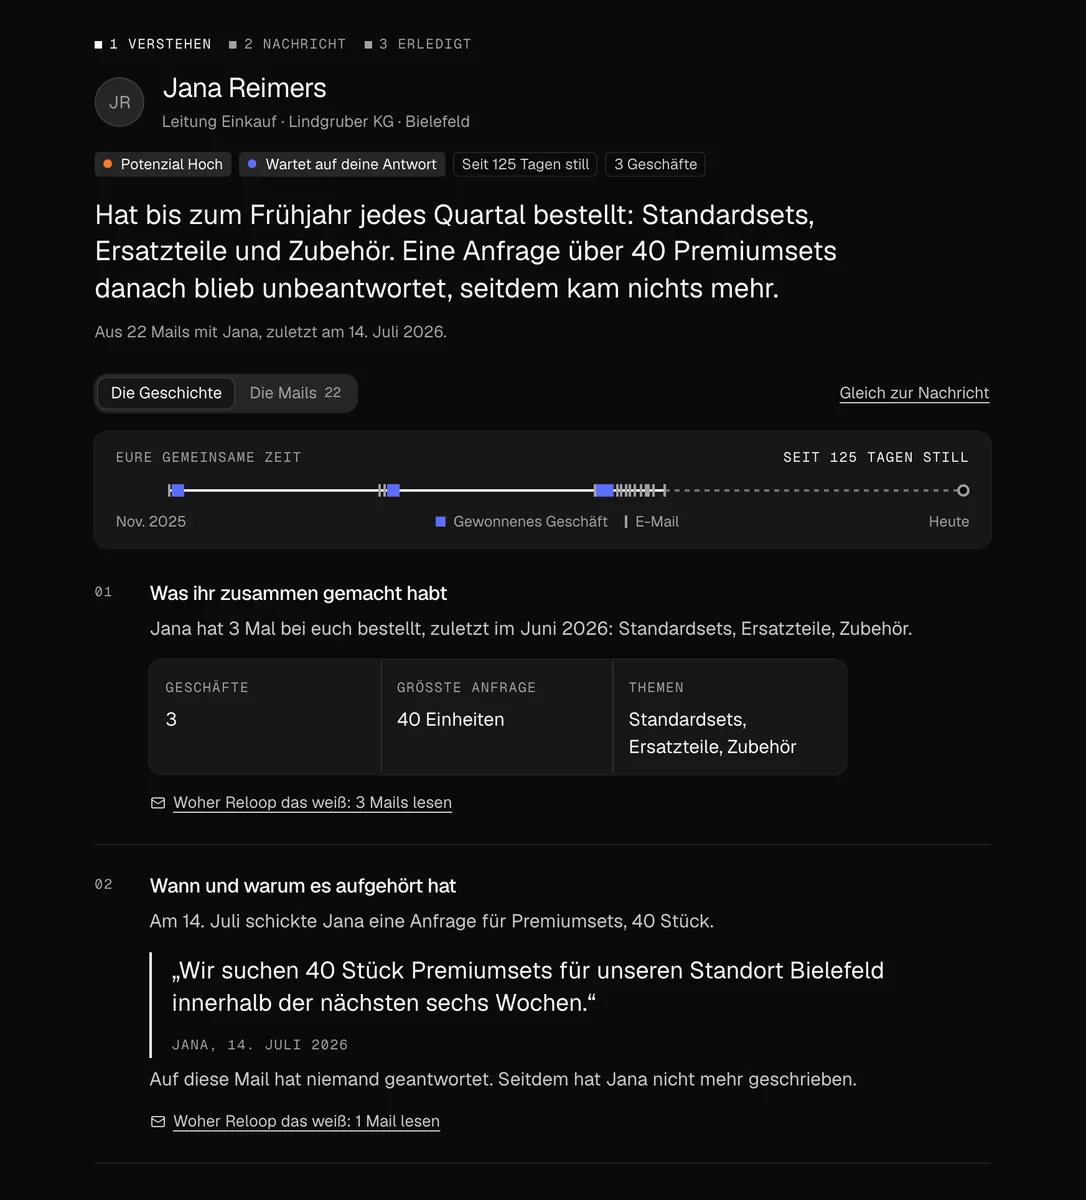 1 VERSTEHEN 2 NACHRICHT 3 ERLEDIGT
JR
Jana Reimers
Leitung Einkauf · Lindgruber KG · Bielefeld
Potenzial Hoch Wartet auf deine Antwort Seit 125 Tagen still 3 Geschäfte
Hat bis zum Frühjahr jedes Quartal bestellt: Standardsets,
Ersatzteile und Zubehör. Eine Anfrage über 40 Premiumsets
danach blieb unbeantwortet, seitdem kam nichts mehr.
Aus 22 Mails mit Jana, zuletzt am 14. Juli 2026.
Die Geschichte Die Mails 22 Gleich zur Nachricht
EURE GEMEINSAME ZEIT SEIT 125 TAGEN STILL
Nov. 2025 Gewonnenes Geschäft E-Mail Heute
01 Was ihr zusammen gemacht habt
Jana hat 3 Mal bei euch bestellt, zuletzt im Juni 2026: Standardsets, Ersatzteile, Zubehör.
GESCHÄFTE GRÖSSTE ANFRAGE THEMEN
3 40 Einheiten Standardsets,
Ersatzteile, Zubehör
Woher Reloop das weiß: 3 Mails lesen
02 Wann und warum es aufgehört hat
Am 14. Juli schickte Jana eine Anfrage für Premiumsets, 40 Stück.
„Wir suchen 40 Stück Premiumsets für unseren Standort Bielefeld
innerhalb der nächsten sechs Wochen.“
JANA, 14. JULI 2026
Auf diese Mail hat niemand geantwortet. Seitdem hat Jana nicht mehr geschrieben.
Woher Reloop das weiß: 1 Mail lesen